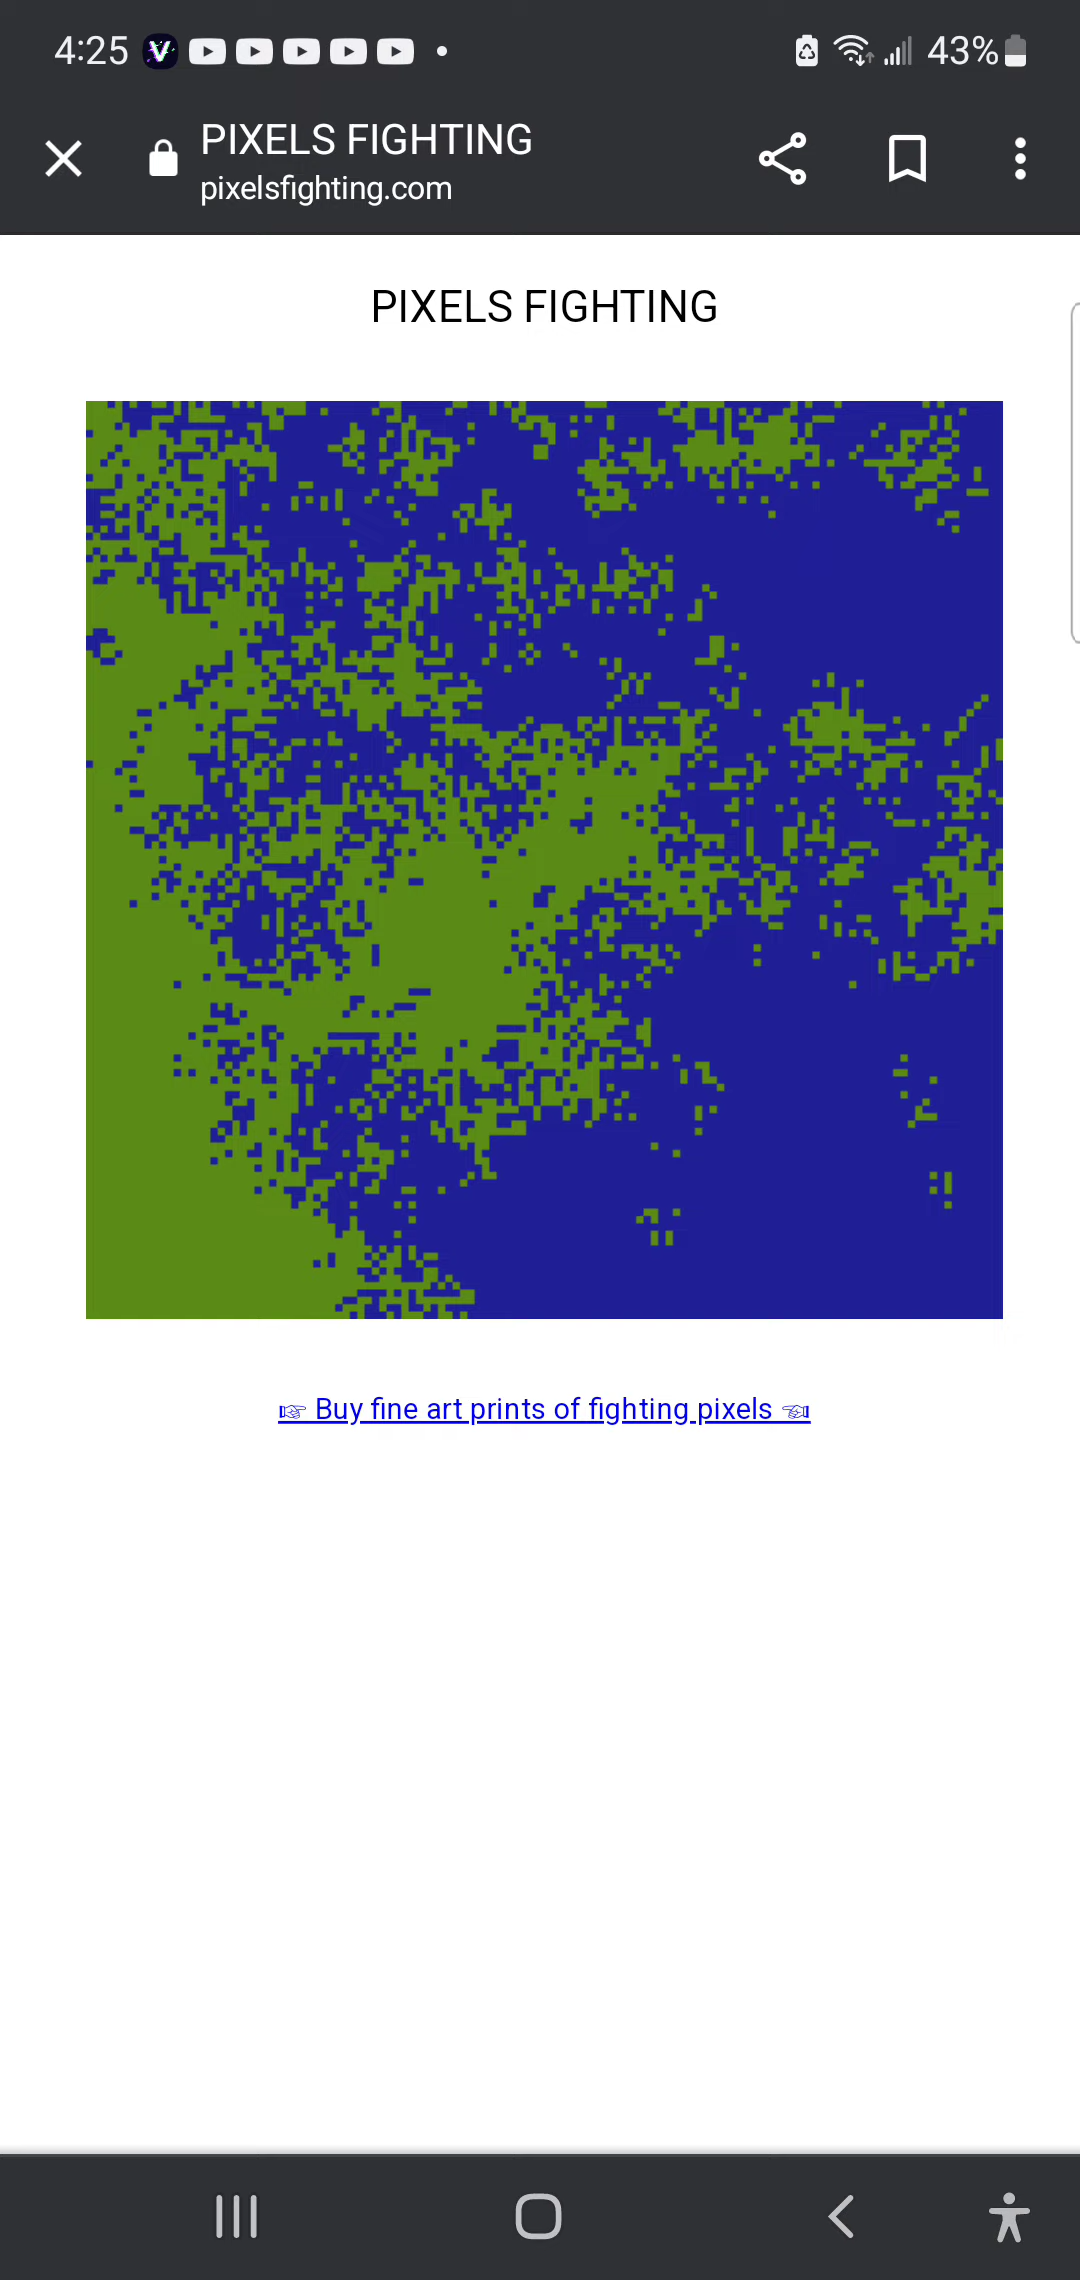 4:25
43%
PIXELS FIGHTING
pixelsfighting.com
PIXELS FIGHTING
☞ Buy fine art prints of fighting pixels ☜